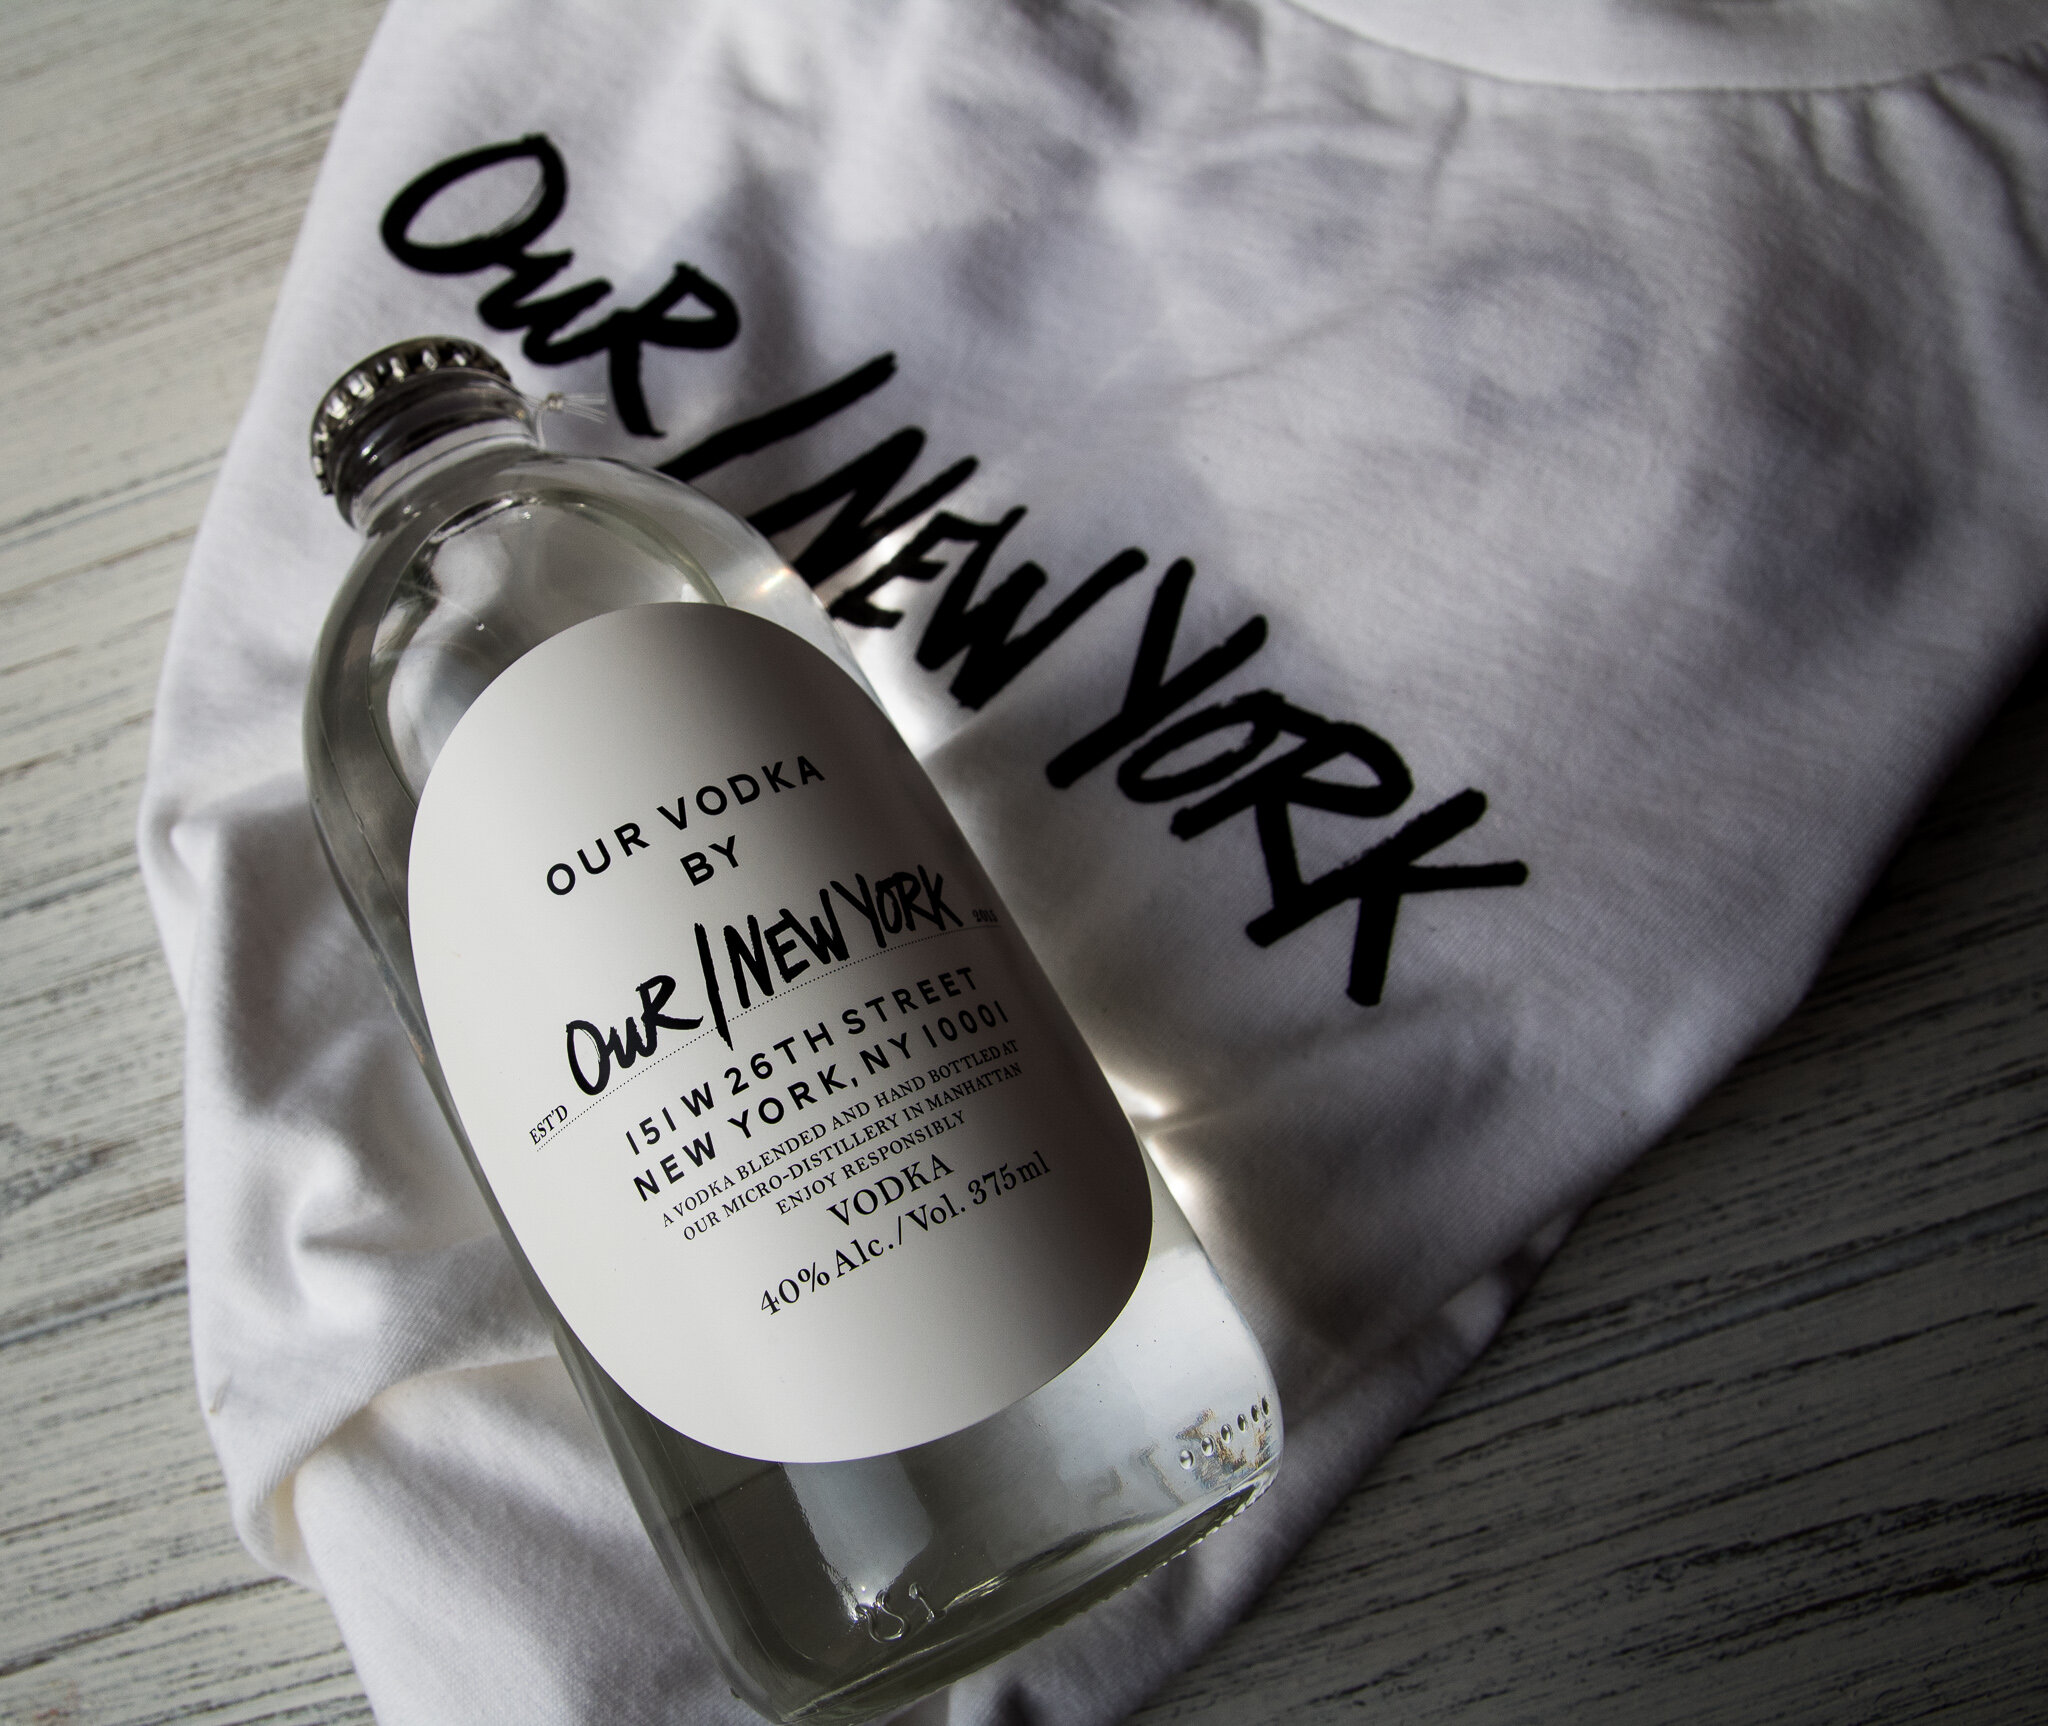 OuR/NEW YORK
OUR VODKA
BY
EST'D OuR/NEW YORK 2015
151 W 26TH STREET
NEW YORK, NY 10001
A VODKA BLENDED AND HAND BOTTLED AT
OUR MICRO-DISTILLERY IN MANHATTAN
ENJOY RESPONSIBLY
VODKA
40% Alc./Vol. 375ml